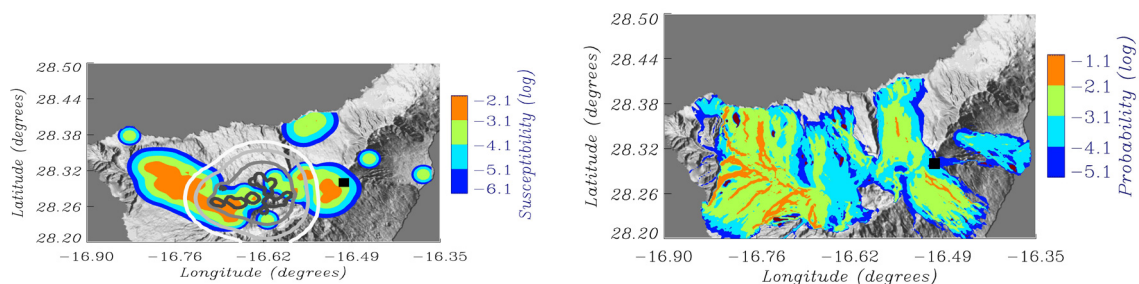 28.50
28.44
28.38
28.32
28.26
28.20
Latitude (degrees)
−16.90 −16.76 −16.62 −16.49 −16.35
Longitude (degrees)
−2.1
−3.1
−4.1
−5.1
−6.1
Susceptibility (log)
28.50
28.44
28.38
28.32
28.26
28.20
Latitude (degrees)
−16.90 −16.76 −16.62 −16.49 −16.35
Longitude (degrees)
−1.1
−2.1
−3.1
−4.1
−5.1
Probability (log)